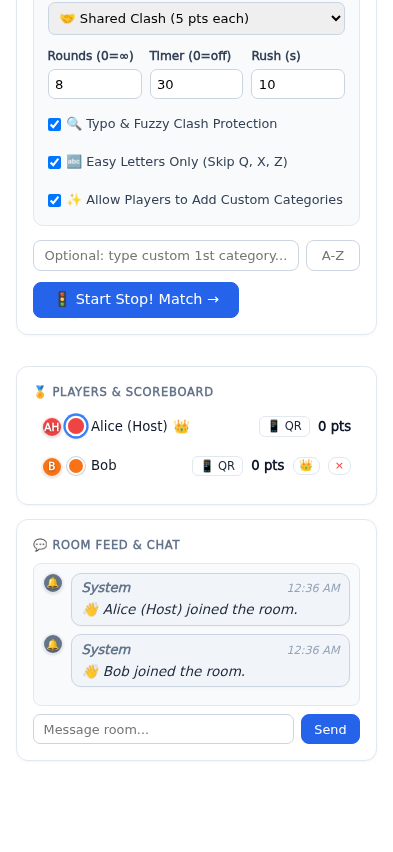 🤝 Shared Clash (5 pts each)
Rounds (0=∞) Timer (0=off) Rush (s)
8 30 10
🔍 Typo & Fuzzy Clash Protection
🔤 Easy Letters Only (Skip Q, X, Z)
✨ Allow Players to Add Custom Categories
Optional: type custom 1st category... A-Z
🚦 Start Stop! Match →
🏅 PLAYERS & SCOREBOARD
AH Alice (Host) 👑 📱 QR 0 pts
B Bob 📱 QR 0 pts 👑 ×
💬 ROOM FEED & CHAT
🔔 System 12:36 AM
👋 Alice (Host) joined the room.
🔔 System 12:36 AM
👋 Bob joined the room.
Message room... Send